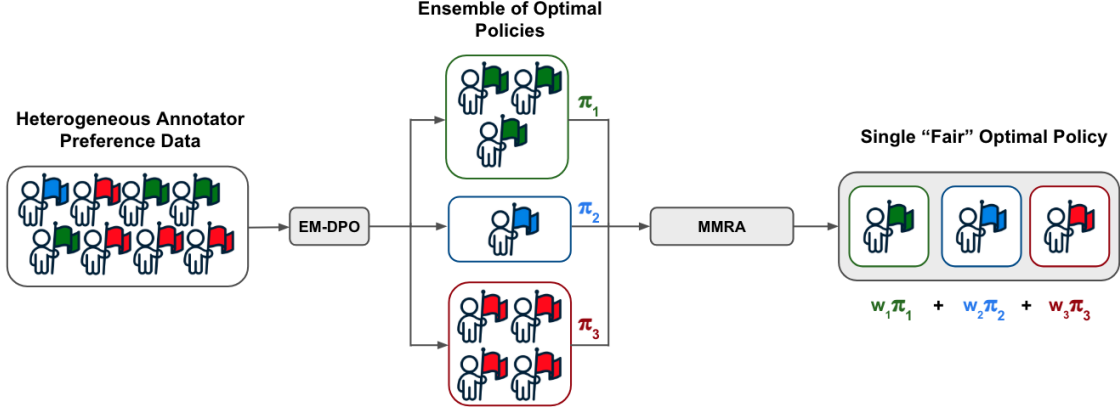 Ensemble of Optimal
Policies
Heterogeneous Annotator
Preference Data
EM-DPO
π₁
π₂
π₃
MMRA
Single “Fair” Optimal Policy
w₁π₁ + w₂π₂ + w₃π₃